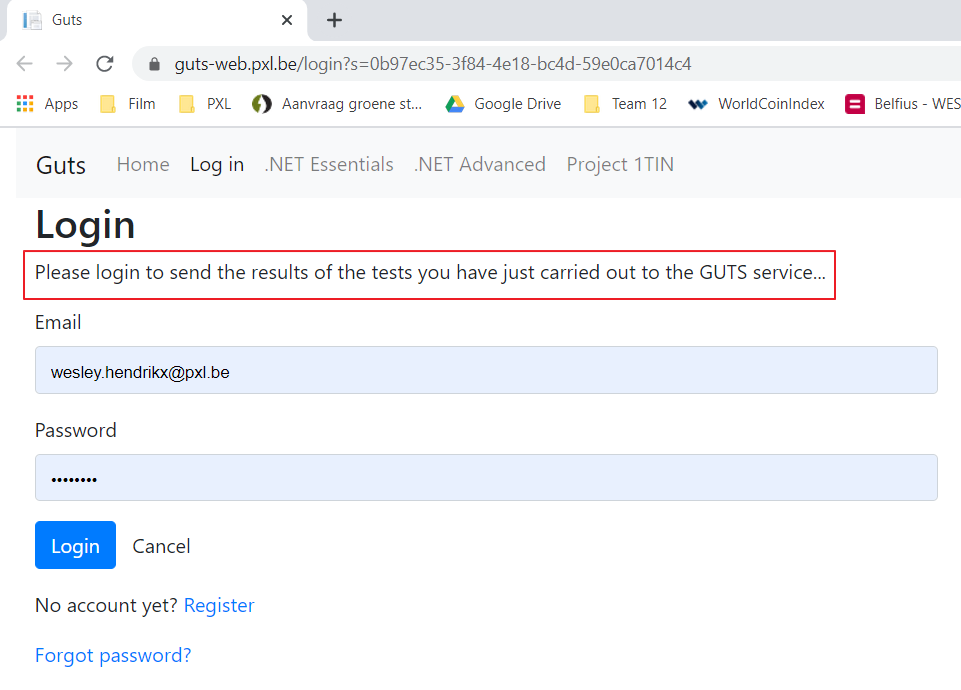 Guts
guts-web.pxl.be/login?s=0b97ec35-3f84-4e18-bc4d-59e0ca7014c4
Apps Film PXL Aanvraag groene st... Google Drive Team 12 WorldCoinIndex Belfius - WES
Guts Home Log in .NET Essentials .NET Advanced Project 1TIN
Login
Please login to send the results of the tests you have just carried out to the GUTS service...
Email
wesley.hendrikx@pxl.be
Password
••••••••
Login Cancel
No account yet? Register
Forgot password?